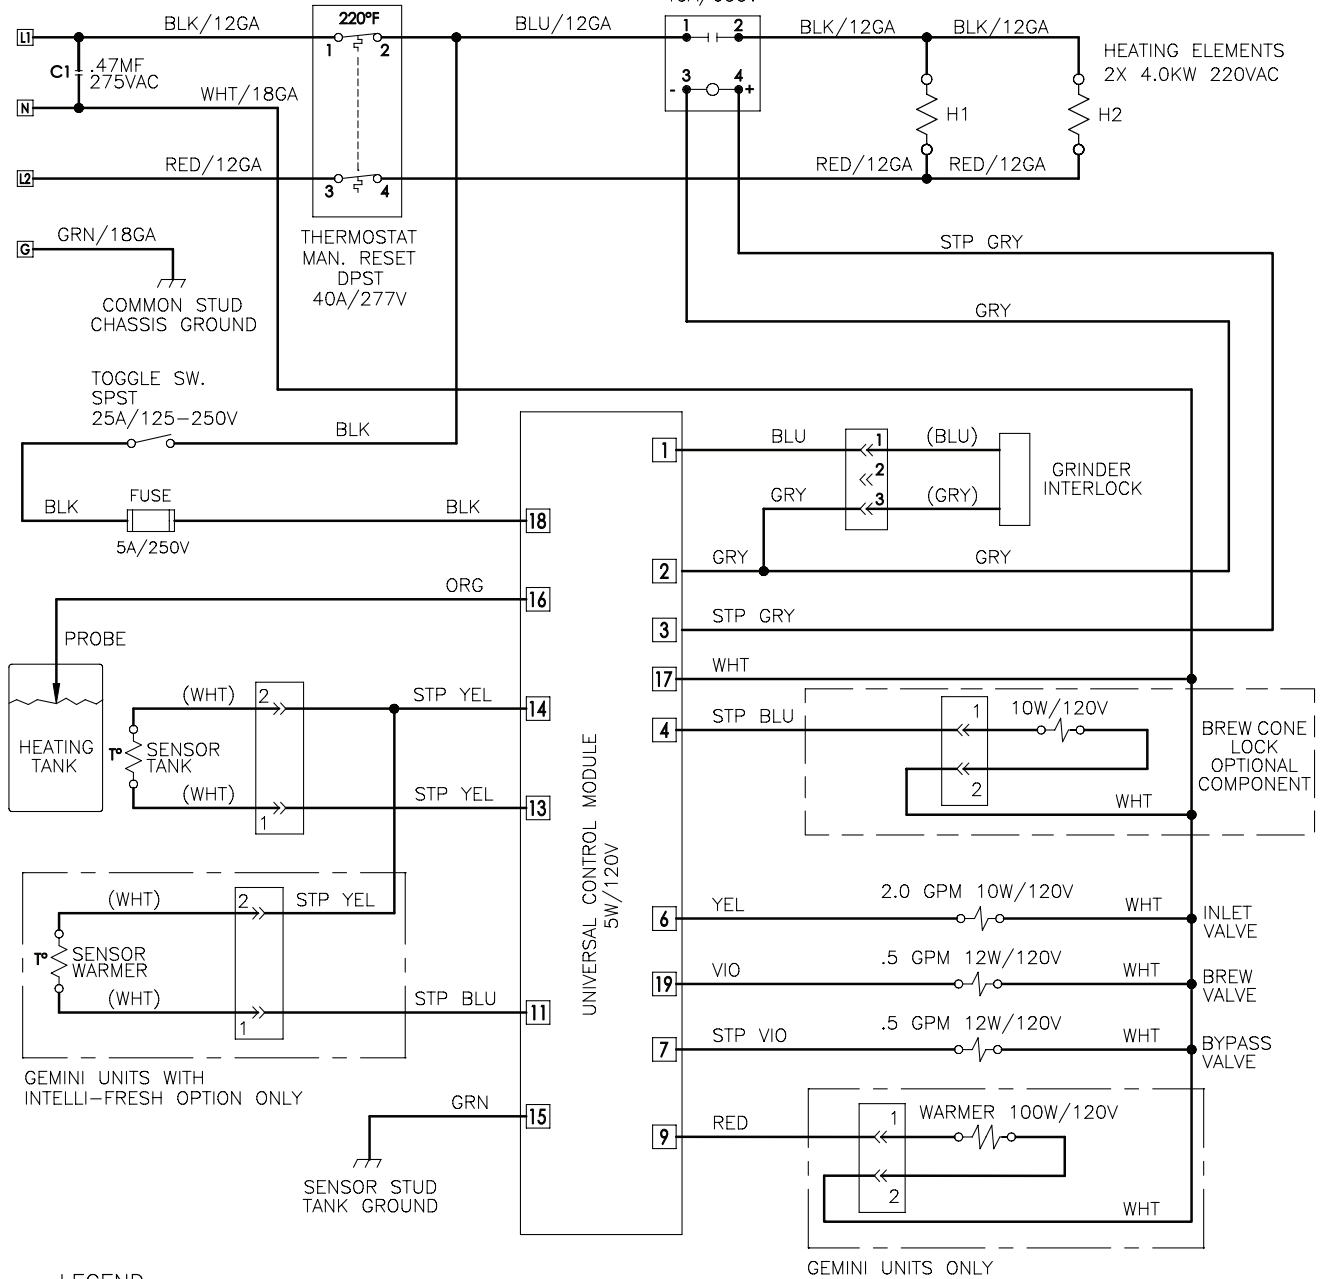 BLK/12GA
220°F
BLU/12GA
1
2
BLK/12GA
BLK/12GA
HEATING ELEMENTS
2X 4.0KW 220VAC
L1
1
2
C1
.47MF
275VAC
3
4
-
+
WHT/18GA
N
H1
H2
L2
RED/12GA
3
4
RED/12GA
RED/12GA
G
GRN/18GA
THERMOSTAT
MAN. RESET
DPST
40A/277V
STP GRY
COMMON STUD
CHASSIS GROUND
GRY
TOGGLE SW.
SPST
25A/125-250V
BLK
1
BLU
1
(BLU)
2
GRINDER
INTERLOCK
GRY
3
(GRY)
BLK
FUSE
5A/250V
BLK
18
2
GRY
GRY
ORG
16
3
STP GRY
PROBE
17
WHT
HEATING
TANK
(WHT)
2
STP YEL
14
T°
SENSOR
TANK
(WHT)
1
STP YEL
13
4
STP BLU
1
10W/120V
2
WHT
BREW CONE
LOCK
OPTIONAL
COMPONENT
UNIVERSAL CONTROL MODULE
5W/120V
(WHT)
2
STP YEL
T°
SENSOR
WARMER
(WHT)
1
STP BLU
11
6
YEL
2.0 GPM 10W/120V
WHT
INLET
VALVE
19
VIO
.5 GPM 12W/120V
WHT
BREW
VALVE
7
STP VIO
.5 GPM 12W/120V
WHT
BYPASS
VALVE
GEMINI UNITS WITH
INTELLI-FRESH OPTION ONLY
GRN
15
SENSOR STUD
TANK GROUND
9
RED
1
WARMER 100W/120V
2
WHT
GEMINI UNITS ONLY
LEGEND